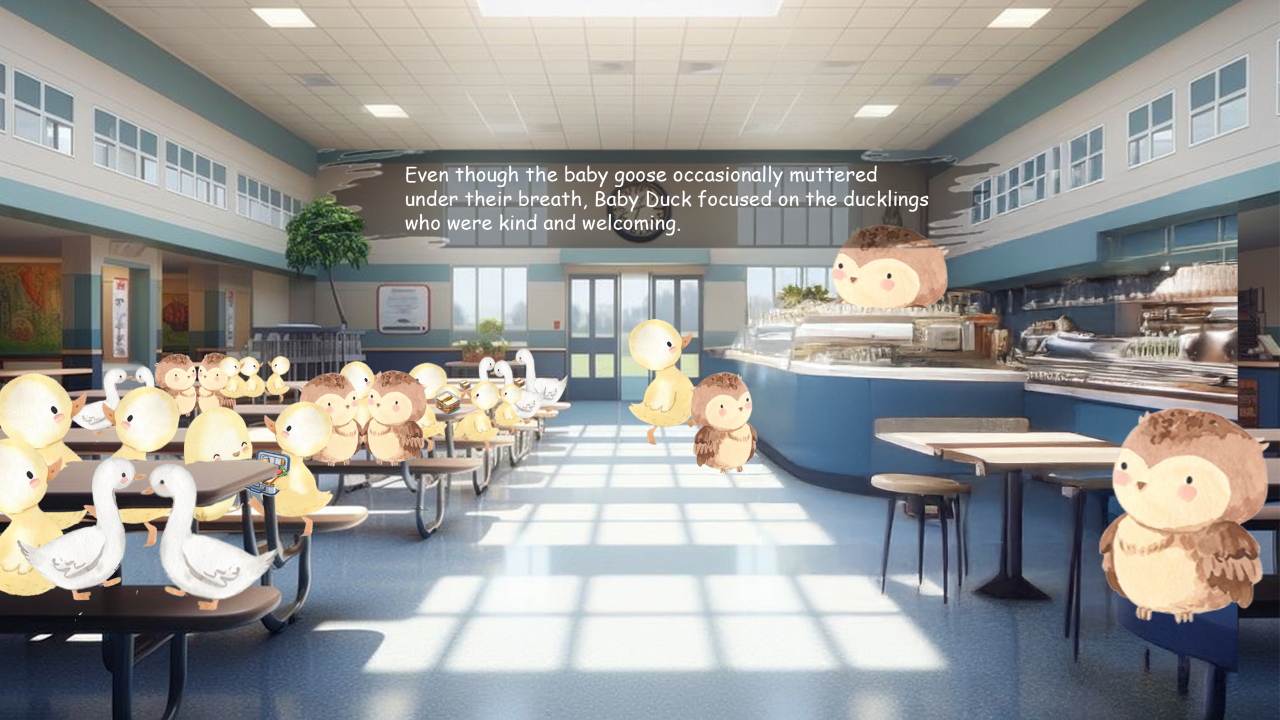 Even though the baby goose occasionally muttered
under their breath, Baby Duck focused on the ducklings
who were kind and welcoming.